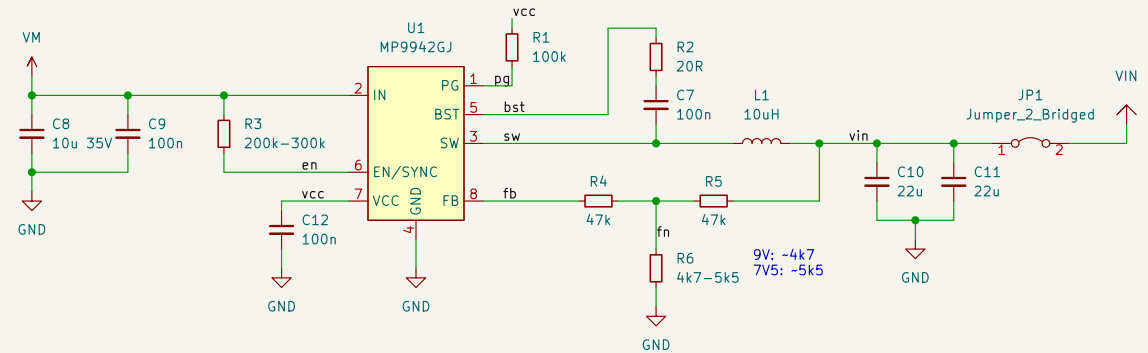 vcc
VM
U1
MP9942GJ
R1
100k
R2
20R
VIN
PG
1
pg
2
IN
C7
100n
L1
10uH
JP1
Jumper_2_Bridged
BST
5
bst
C8
10u 35V
C9
100n
R3
200k-300k
SW
3
sw
vin
1
2
en
6
EN/SYNC
C10
22u
C11
22u
vcc
7
VCC
GND
4
FB
8
fb
R4
47k
R5
47k
GND
C12
100n
fn
R6
4k7-5k5
9V: ~4k7
7V5: ~5k5
GND
GND
GND
GND